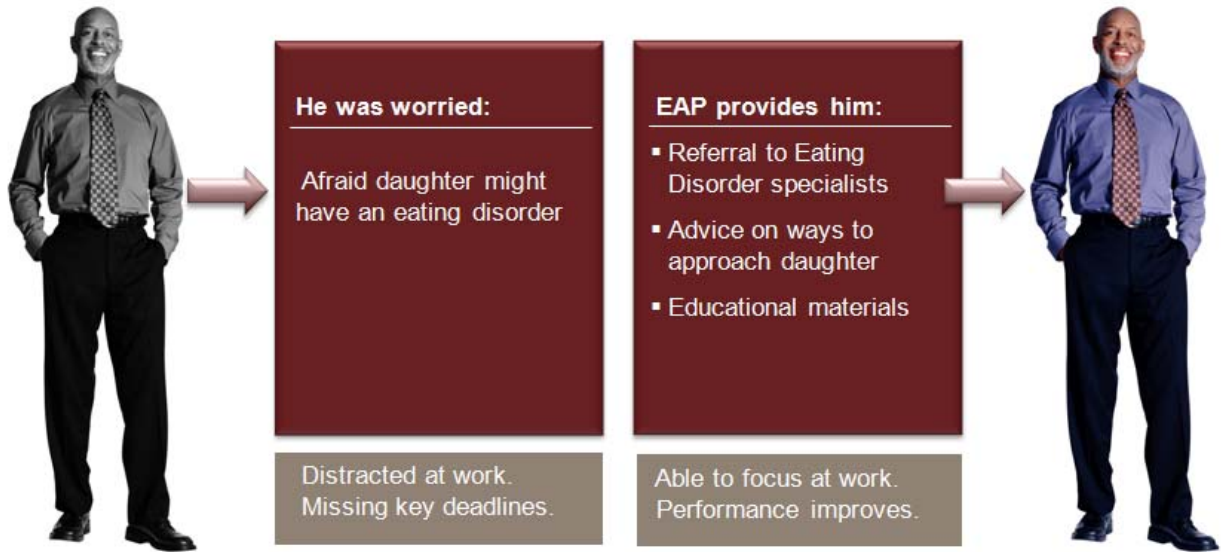 He was worried:
Afraid daughter might
have an eating disorder
Distracted at work.
Missing key deadlines.
EAP provides him:
▪ Referral to Eating
Disorder specialists
▪ Advice on ways to
approach daughter
▪ Educational materials
Able to focus at work.
Performance improves.